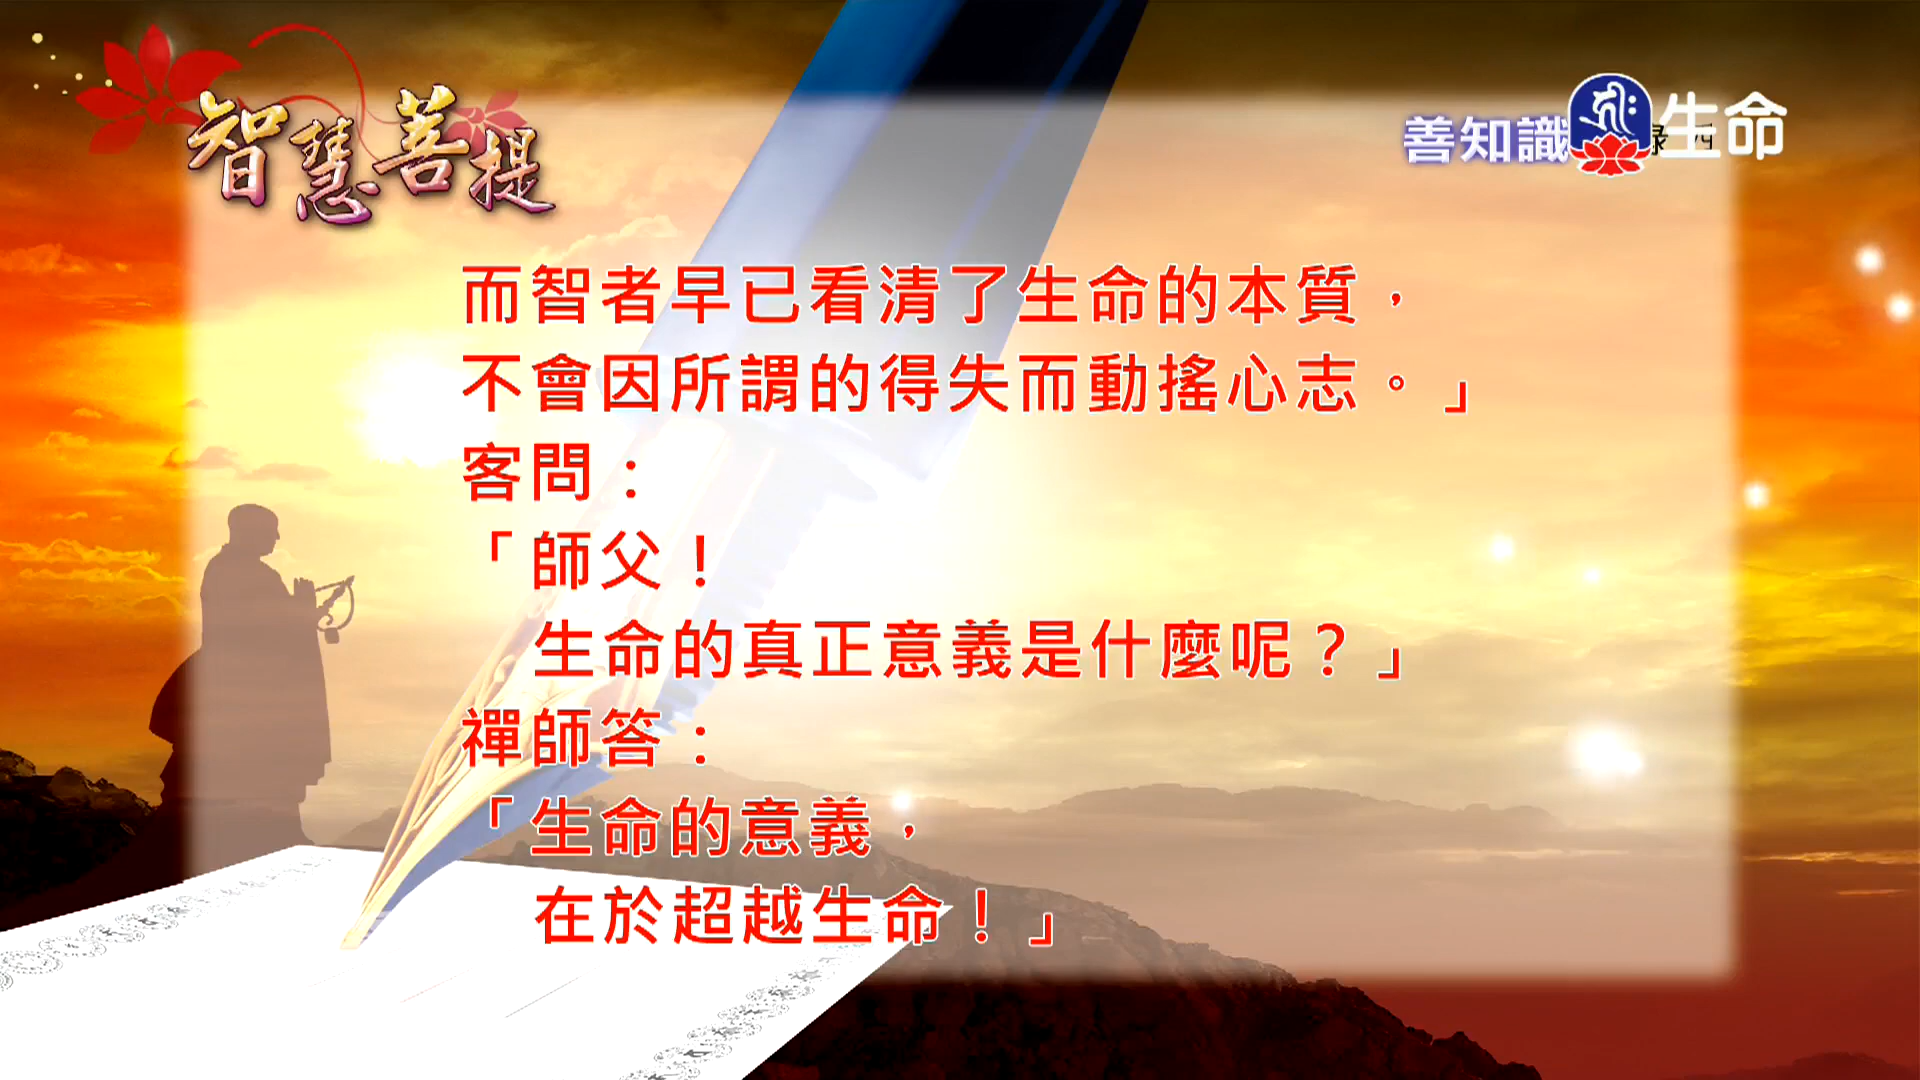 智慧菩提
善知識
生命
而智者早已看清了生命的本質，
不會因所謂的得失而動搖心志。」
客問：
「師父！
生命的真正意義是什麼呢？」
禪師答：
「生命的意義，
在於超越生命！」